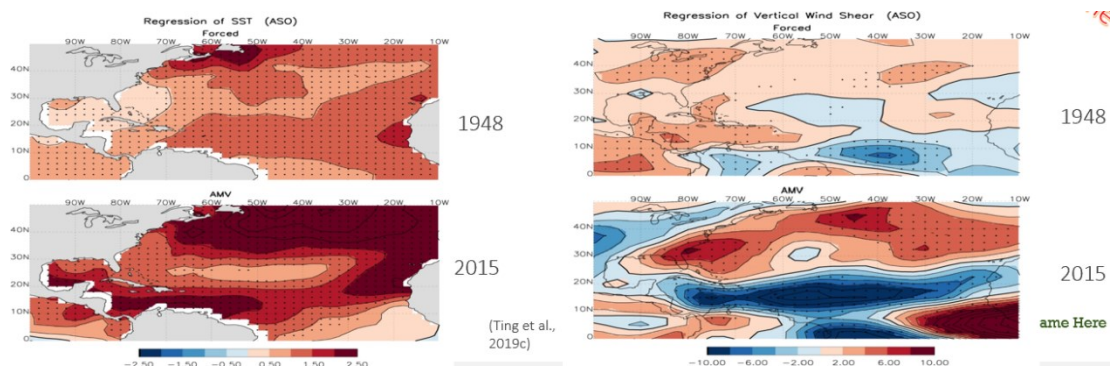 Regression of SST (ASO)
Forced
90W 80W 70W 60W 50W 40W 30W 20W 10W
40N
30N
20N
10N
0
1948
AMV
90W 80W 70W 60W 50W 40W 30W 20W 10W
40N
30N
20N
10N
0
2015
(Ting et al.,
2019c)
-2.50 -1.50 -0.50 0.50 1.50 2.50
Regression of Vertical Wind Shear (ASO)
Forced
90W 80W 70W 60W 50W 40W 30W 20W 10W
40N
30N
20N
10N
0
1948
AMV
90W 80W 70W 60W 50W 40W 30W 20W 10W
40N
30N
20N
10N
0
2015
ame Here
-10.00 -6.00 -2.00 2.00 6.00 10.00